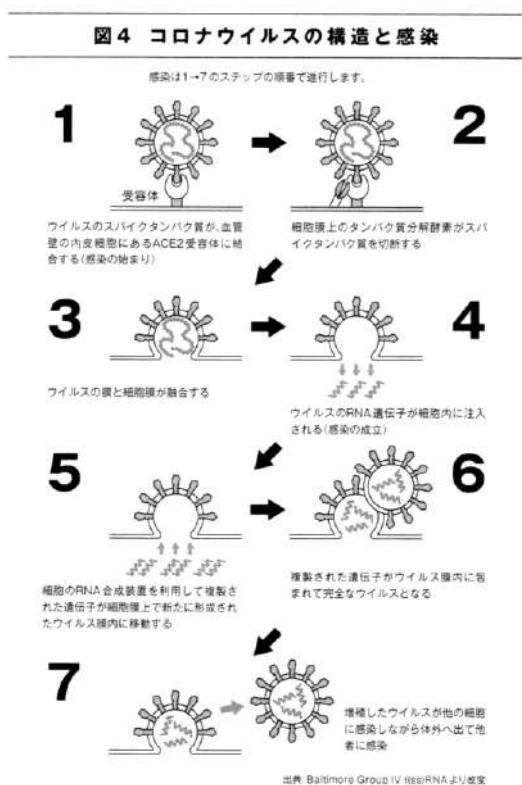 図4 コロナウイルスの構造と感染
感染は1→7のステップの順番で進行します。
1
2
受容体
ウイルスのスパイクタンパク質が、血管
壁の内皮細胞にあるACE2受容体に結
合する(感染の始まり)
細胞膜上のタンパク質分解酵素がスパ
イクタンパク質を切断する
3
4
ウイルスの膜と細胞膜が融合する
ウイルスのRNA遺伝子が細胞内に注入
される(感染の成立)
5
6
細胞のRNA合成装置を利用して複製さ
れた遺伝子が細胞膜上で新たに形成され
たウイルス膜内に移動する
複製された遺伝子がウイルス膜内に包
まれて完全なウイルスとなる
7
増殖したウイルスが他の細胞
に感染しながら体外へ出て他
者に感染
出典 Baltimore Group IV RNAより改変